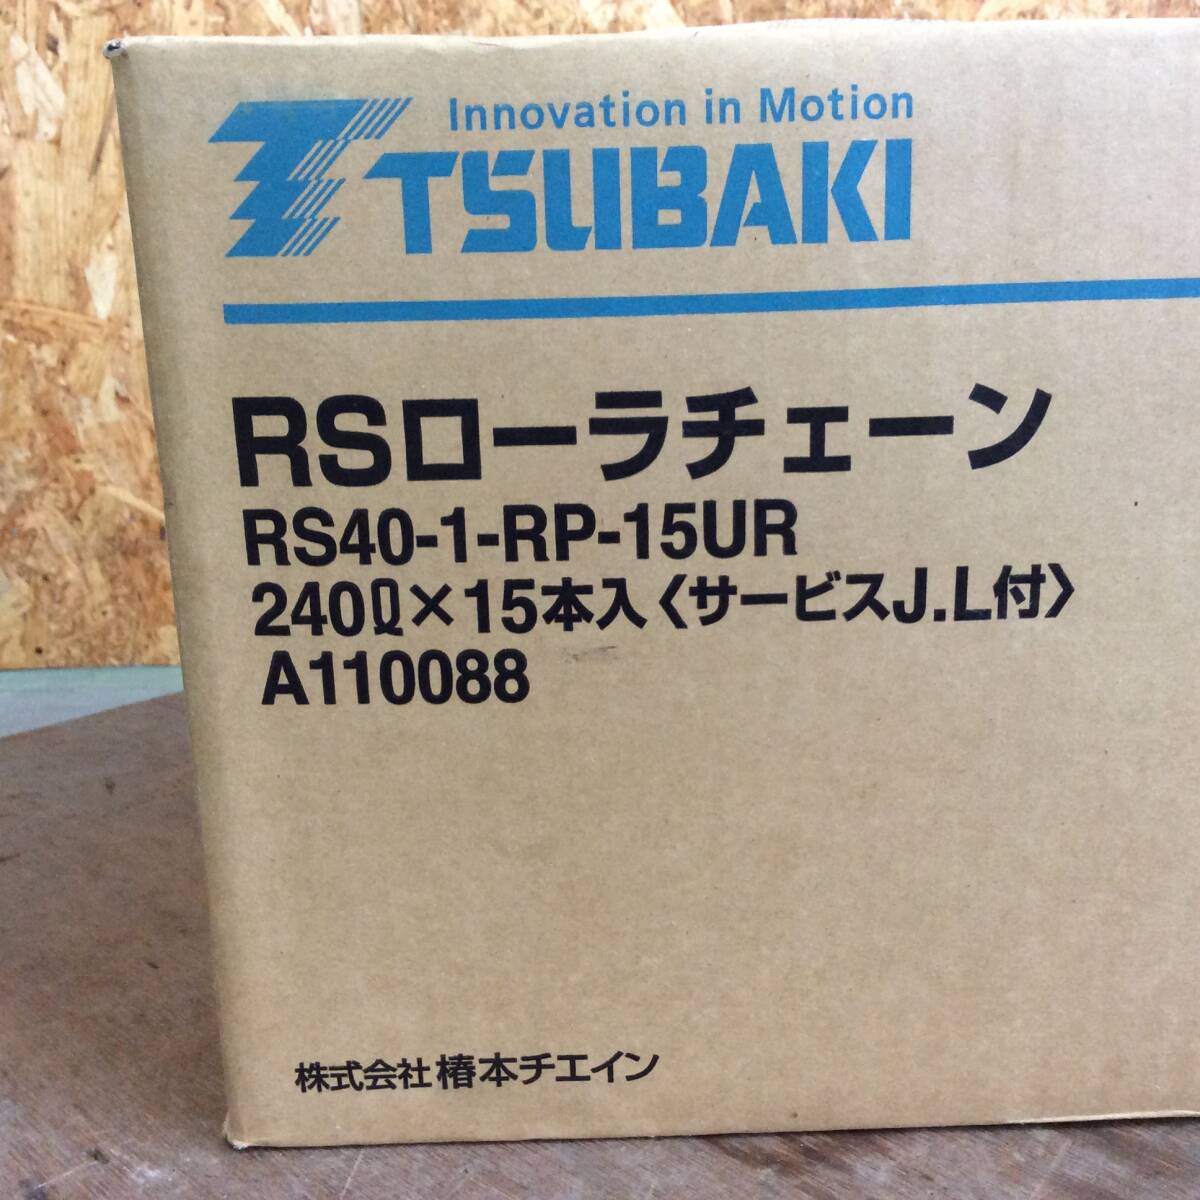 Innovation in Motion
TSUBAKI
RSローラチェーン
RS40-1-RP-15UR
240ℓ×15本入〈サービスJ.L付〉
A110088
株式会社椿本チエイン